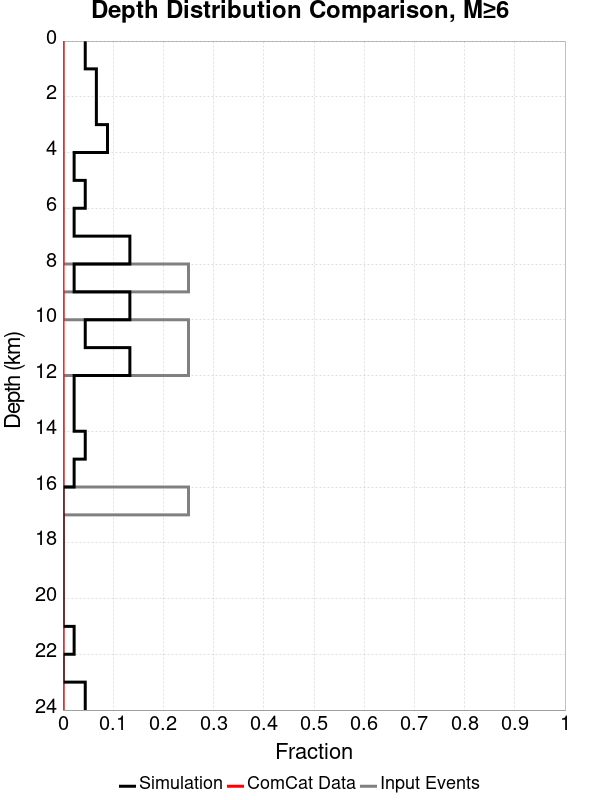 Depth Distribution Comparison, M≥6
0
2
4
6
8
10
12
14
16
18
20
22
24
Depth (km)
0 0.1 0.2 0.3 0.4 0.5 0.6 0.7 0.8 0.9 1
Fraction
Simulation ComCat Data Input Events